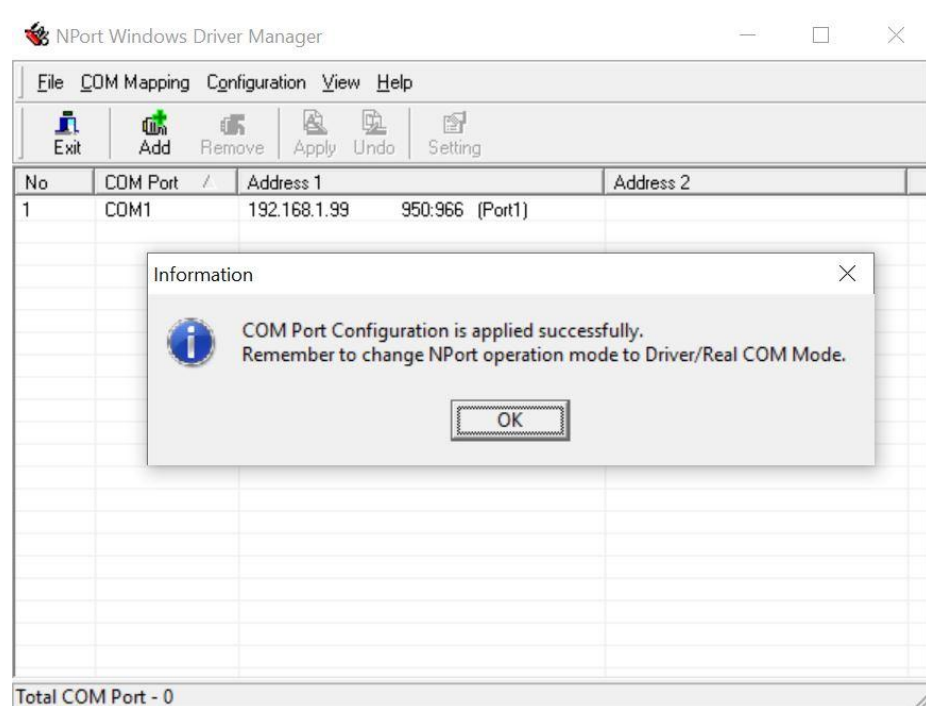 NPort Windows Driver Manager
File COM Mapping Configuration View Help
Exit Add Remove Apply Undo Setting
No COM Port Address 1 Address 2
1 COM1 192.168.1.99 950:966 (Port1)
Information
COM Port Configuration is applied successfully.
Remember to change NPort operation mode to Driver/Real COM Mode.
OK
Total COM Port - 0